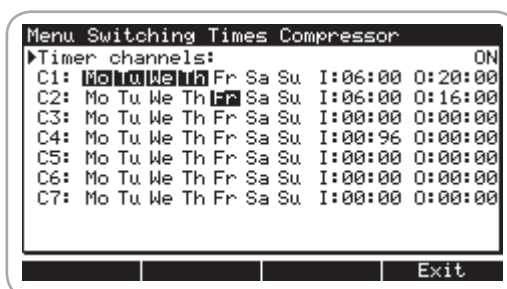 Menu Switching Times Compressor
▶Timer channels: ON
C1: Mo Tu We Th Fr Sa Su I:06:00 O:20:00
C2: Mo Tu We Th Fr Sa Su I:06:00 O:16:00
C3: Mo Tu We Th Fr Sa Su I:00:00 O:00:00
C4: Mo Tu We Th Fr Sa Su I:00:96 O:00:00
C5: Mo Tu We Th Fr Sa Su I:00:00 O:00:00
C6: Mo Tu We Th Fr Sa Su I:00:00 O:00:00
C7: Mo Tu We Th Fr Sa Su I:00:00 O:00:00
Exit